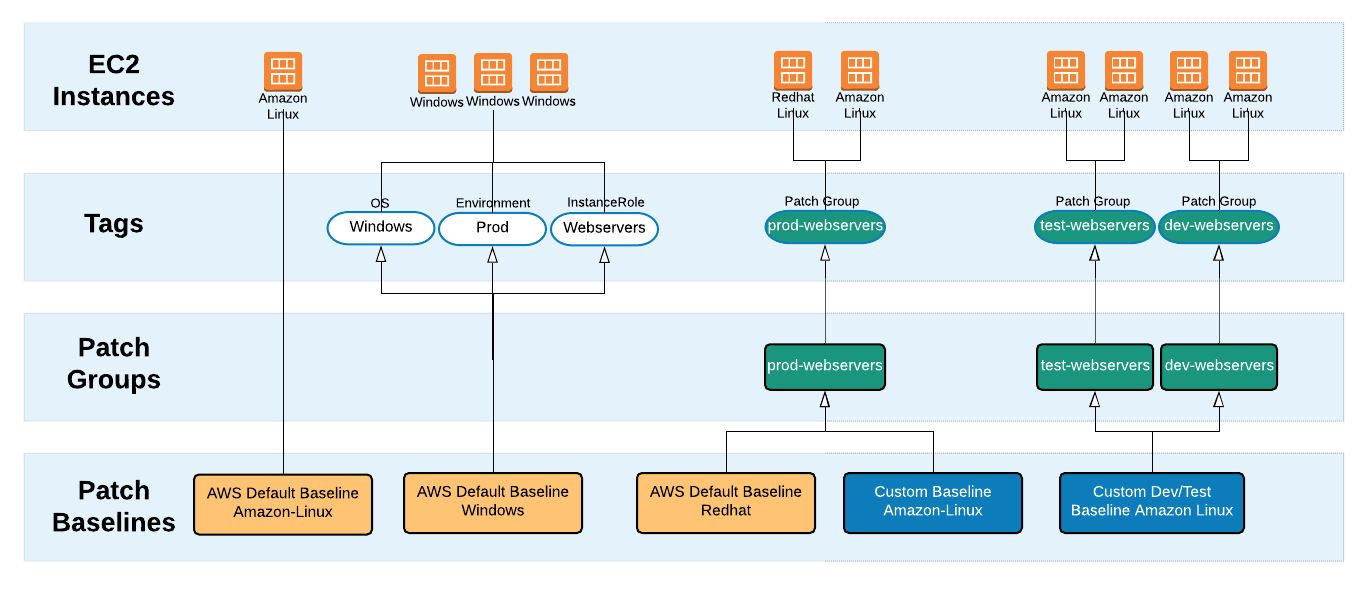 EC2
Instances
Amazon
Linux
Windows Windows Windows
Redhat
Linux
Amazon
Linux
Amazon
Linux
Amazon
Linux
Amazon
Linux
Amazon
Linux
Tags
OS
Windows
Environment
Prod
InstanceRole
Webservers
Patch Group
prod-webservers
Patch Group
test-webservers
Patch Group
dev-webservers
Patch
Groups
prod-webservers
test-webservers
dev-webservers
Patch
Baselines
AWS Default Baseline
Amazon-Linux
AWS Default Baseline
Windows
AWS Default Baseline
Redhat
Custom Baseline
Amazon-Linux
Custom Dev/Test
Baseline Amazon Linux